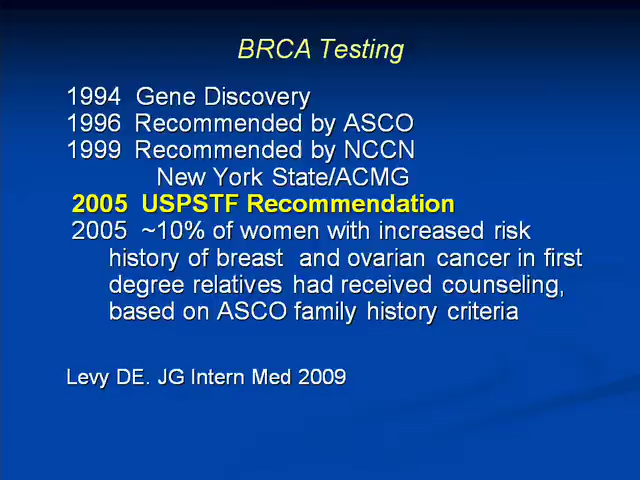 BRCA Testing
1994 Gene Discovery
1996 Recommended by ASCO
1999 Recommended by NCCN
New York State/ACMG
2005 USPSTF Recommendation
2005 ~10% of women with increased risk
history of breast and ovarian cancer in first
degree relatives had received counseling,
based on ASCO family history criteria
Levy DE. JG Intern Med 2009